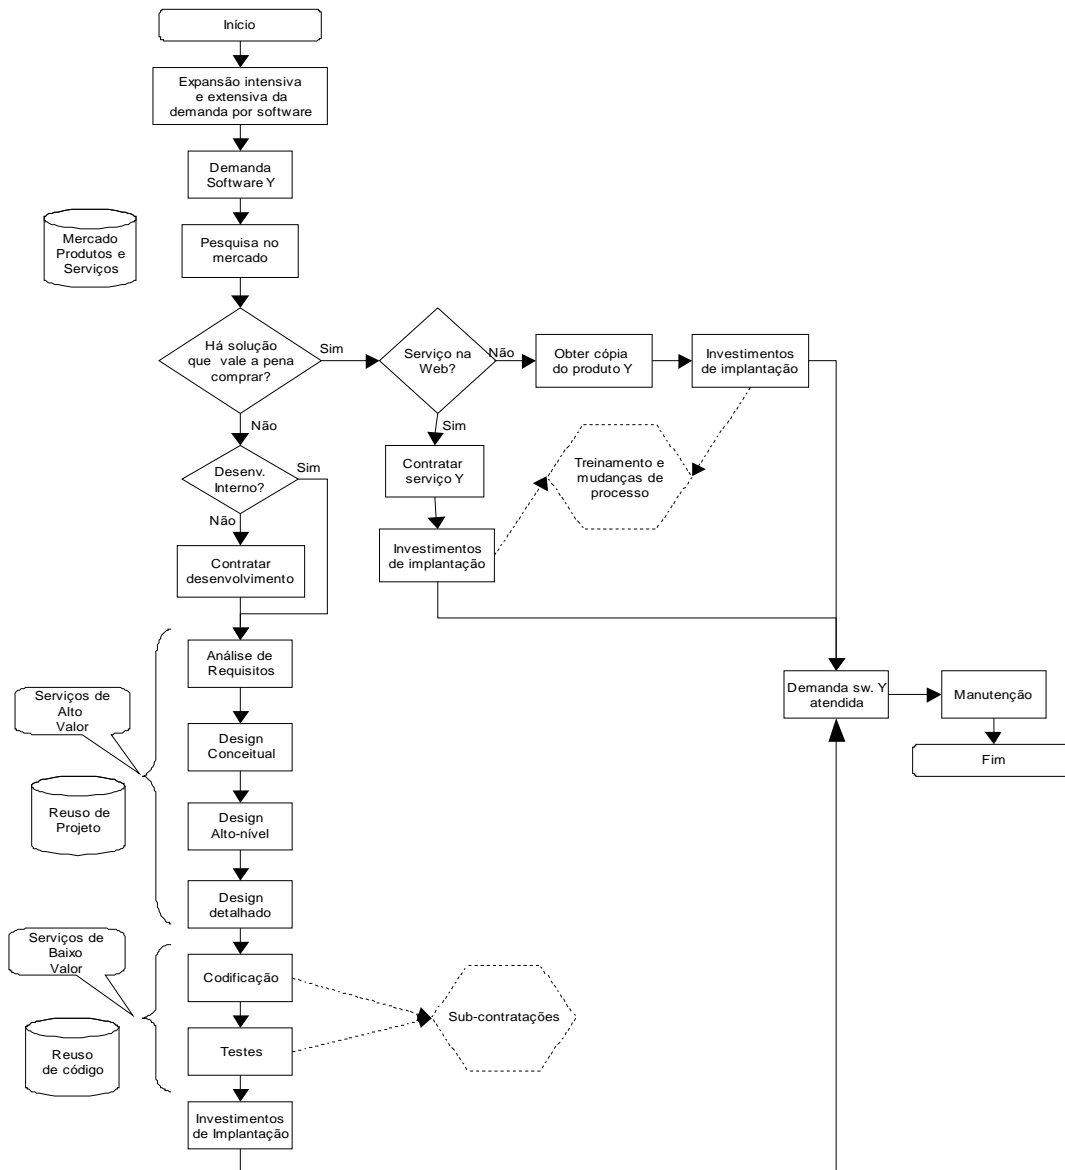 Início
Expansão intensiva
e extensiva da
demanda por software
Demanda
Software Y
Mercado
Produtos e
Serviços
Pesquisa no
mercado
Há solução
que vale a pena
comprar?
Sim
Serviço na
Web?
Não
Obter cópia
do produto Y
Investimentos
de implantação
Não
Sim
Desenv.
Interno?
Sim
Contratar
serviço Y
Treinamento e
mudanças de
processo
Não
Contratar
desenvolvimento
Investimentos
de implantação
Análise de
Requisitos
Serviços de
Alto
Valor
Demanda sw. Y
atendida
Manutenção
Design
Conceitual
Fim
Reuso de
Projeto
Design
Alto-nível
Design
detalhado
Serviços de
Baixo
Valor
Codificação
Sub-contratações
Testes
Reuso
de código
Investimentos
de Implantação